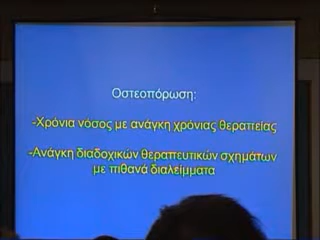 Οστεοπόρωση:
-Χρόνια νόσος με ανάγκη χρόνιας θεραπείας
-Ανάγκη διαδοχικών θεραπευτικών σχημάτων
με πιθανά διαλείμματα